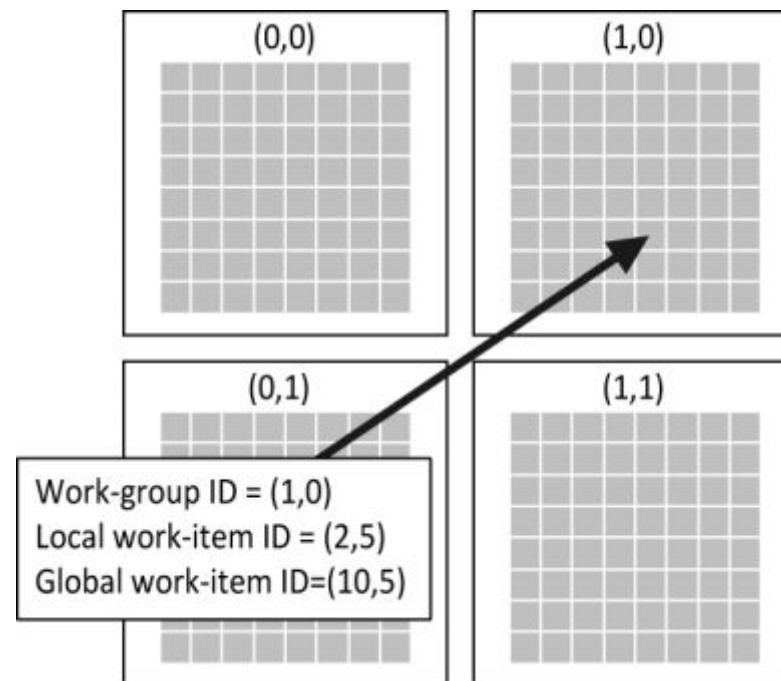 (0,0)
(1,0)
(0,1)
(1,1)
Work-group ID = (1,0)
Local work-item ID = (2,5)
Global work-item ID=(10,5)